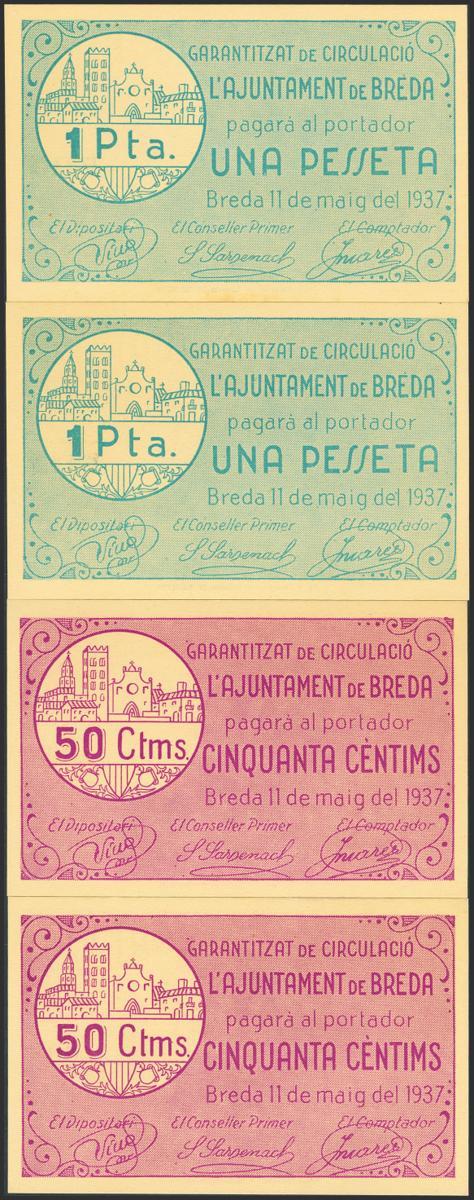 GARANTITZAT DE CIRCULACIÓ
L'AJUNTAMENT DE BREDA
pagarà al portador
1 Pta.
UNA PESSETA
Breda 11 de maig del 1937
El Dipositari El Conseller Primer El Comptador
GARANTITZAT DE CIRCULACIÓ
L'AJUNTAMENT DE BREDA
pagarà al portador
1 Pta.
UNA PESSETA
Breda 11 de maig del 1937
El Dipositari El Conseller Primer El Comptador
GARANTITZAT DE CIRCULACIÓ
L'AJUNTAMENT DE BREDA
pagarà al portador
50 Ctms.
CINQUANTA CÈNTIMS
Breda 11 de maig del 1937
El Dipositari El Conseller Primer El Comptador
GARANTITZAT DE CIRCULACIÓ
L'AJUNTAMENT DE BREDA
pagarà al portador
50 Ctms.
CINQUANTA CÈNTIMS
Breda 11 de maig del 1937
El Dipositari El Conseller Primer El Comptador